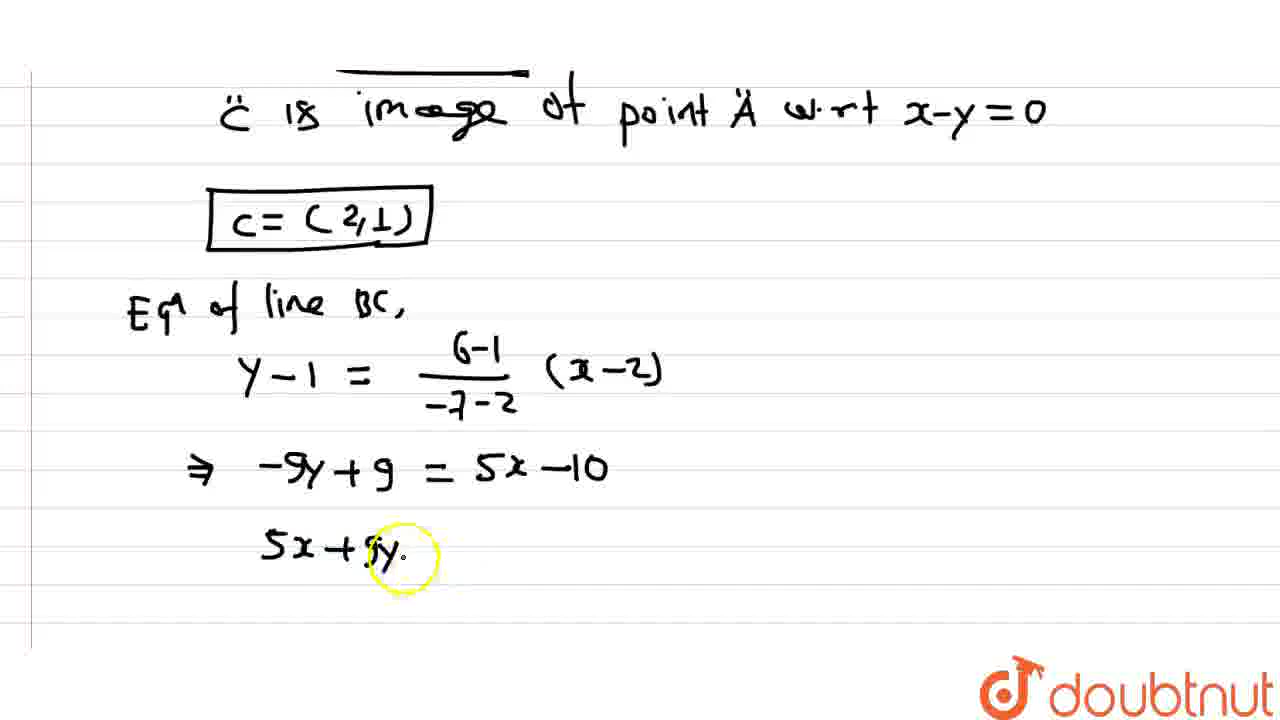 "C" is image of point "A" w.r.t x-y=0
C= (2,1)
Eqn of line BC,
y-1 = 6-1/-7-2 (x-2)
⇒ -9y+9 = 5x-10
5x+9y
doubtnut